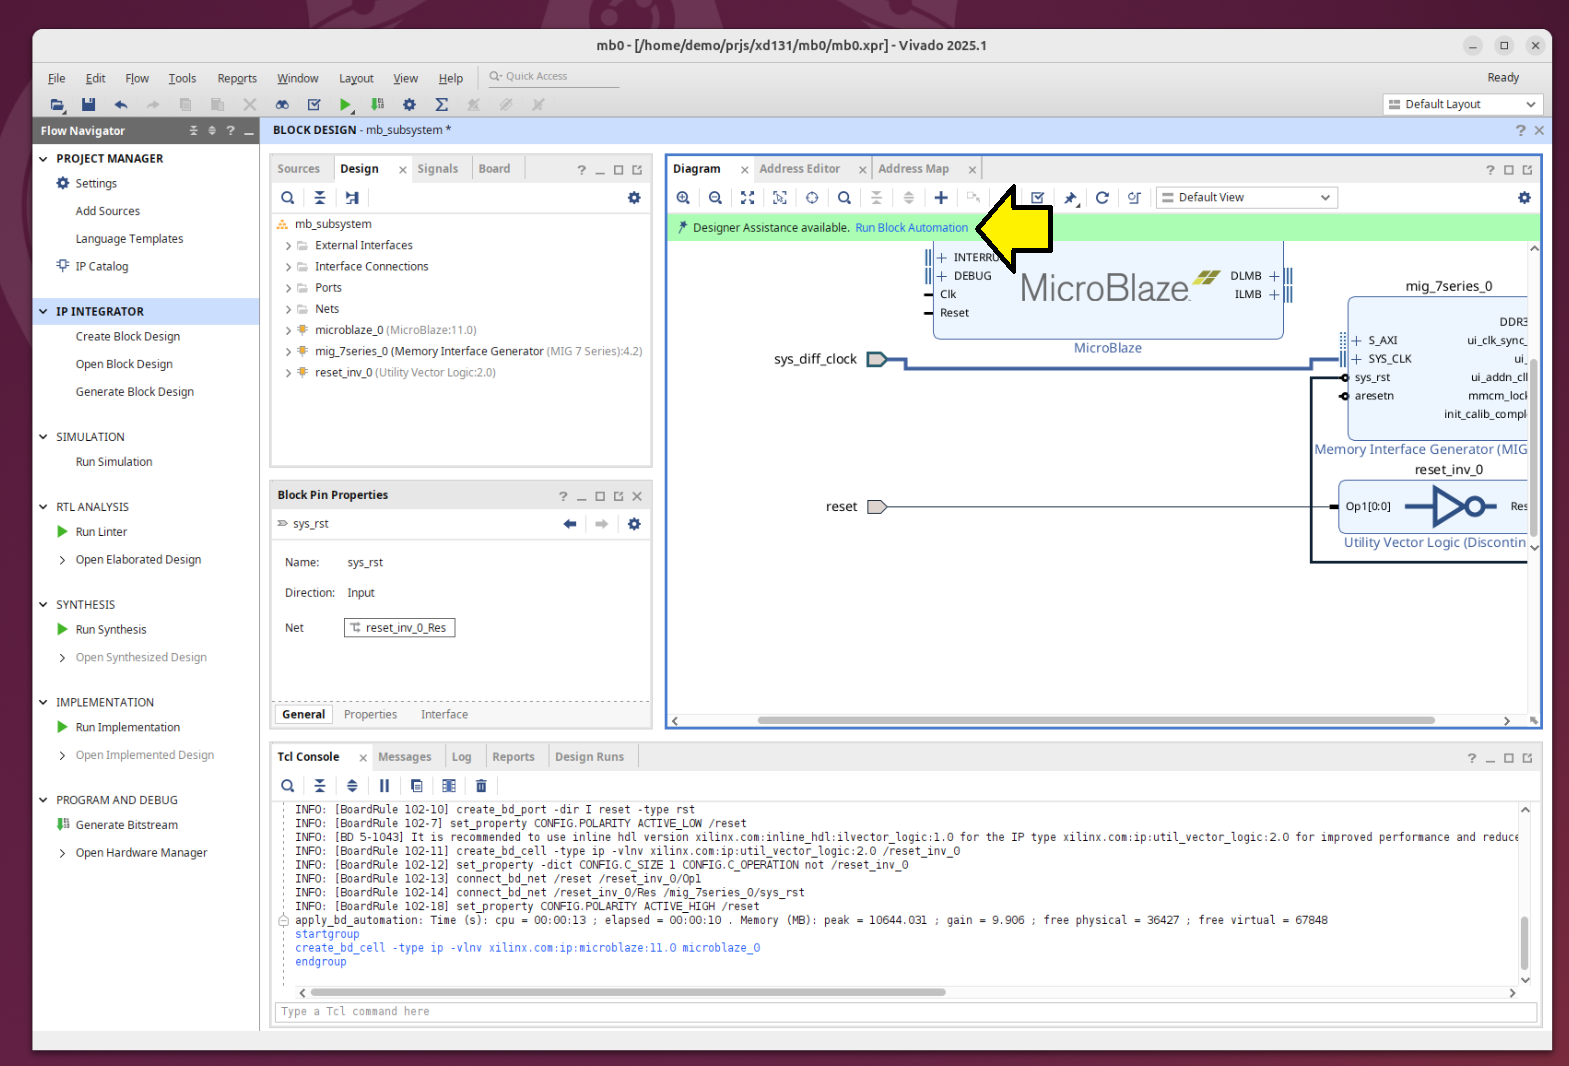 mb0 - [/home/demo/prjs/xd131/mb0/mb0.xpr] - Vivado 2025.1
File Edit Flow Tools Reports Window Layout View Help Quick Access Ready
Default Layout
Flow Navigator
BLOCK DESIGN - mb_subsystem *
PROJECT MANAGER
Settings
Add Sources
Language Templates
IP Catalog
IP INTEGRATOR
Create Block Design
Open Block Design
Generate Block Design
SIMULATION
Run Simulation
RTL ANALYSIS
Run Linter
Open Elaborated Design
SYNTHESIS
Run Synthesis
Open Synthesized Design
IMPLEMENTATION
Run Implementation
Open Implemented Design
PROGRAM AND DEBUG
Generate Bitstream
Open Hardware Manager
Sources Design Signals Board
mb_subsystem
External Interfaces
Interface Connections
Ports
Nets
microblaze_0 (MicroBlaze:11.0)
mig_7series_0 (Memory Interface Generator (MIG 7 Series):4.2)
reset_inv_0 (Utility Vector Logic:2.0)
Block Pin Properties
sys_rst
Name: sys_rst
Direction: Input
Net reset_inv_0_Res
General Properties Interface
Diagram Address Editor Address Map
Default View
Designer Assistance available. Run Block Automation
INTERRU
DEBUG
Clk
Reset
MicroBlaze
DLMB
ILMB
MicroBlaze
sys_diff_clock
mig_7series_0
DDR3
S_AXI ui_clk_sync_
SYS_CLK ui_
sys_rst ui_addn_cl
aresetn mmcm_lock
init_calib_compl
Memory Interface Generator (MIG
reset_inv_0
reset
Op1[0:0] Res
Utility Vector Logic (Discontin
Tcl Console Messages Log Reports Design Runs
INFO: [BoardRule 102-10] create_bd_port -dir I reset -type rst
INFO: [BoardRule 102-7] set_property CONFIG.POLARITY ACTIVE_LOW /reset
INFO: [BD 5-1043] It is recommended to use inline hdl version xilinx.com:inline_hdl:ilvector_logic:1.0 for the IP type xilinx.com:ip:util_vector_logic:2.0 for improved performance and reduce
INFO: [BoardRule 102-11] create_bd_cell -type ip -vlnv xilinx.com:ip:util_vector_logic:2.0 /reset_inv_0
INFO: [BoardRule 102-12] set_property -dict CONFIG.C_SIZE 1 CONFIG.C_OPERATION not /reset_inv_0
INFO: [BoardRule 102-13] connect_bd_net /reset /reset_inv_0/Op1
INFO: [BoardRule 102-14] connect_bd_net /reset_inv_0/Res /mig_7series_0/sys_rst
INFO: [BoardRule 102-18] set_property CONFIG.POLARITY ACTIVE_HIGH /reset
apply_bd_automation: Time (s): cpu = 00:00:13 ; elapsed = 00:00:10 . Memory (MB): peak = 10644.031 ; gain = 9.906 ; free physical = 36427 ; free virtual = 67848
startgroup
create_bd_cell -type ip -vlnv xilinx.com:ip:microblaze:11.0 microblaze_0
endgroup
Type a Tcl command here